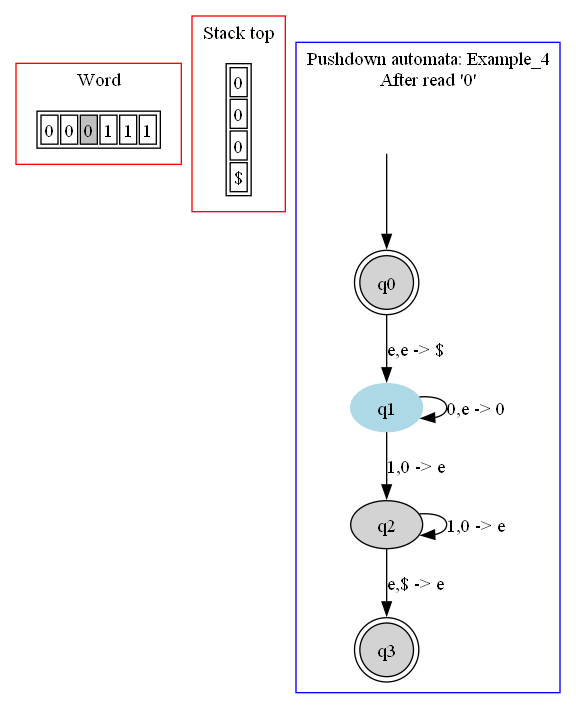 Word
0 0 0 1 1 1
Stack top
0
0
0
$
Pushdown automata: Example_4
After read '0'
q0
e,e -> $
q1
0,e -> 0
1,0 -> e
q2
1,0 -> e
e,$ -> e
q3